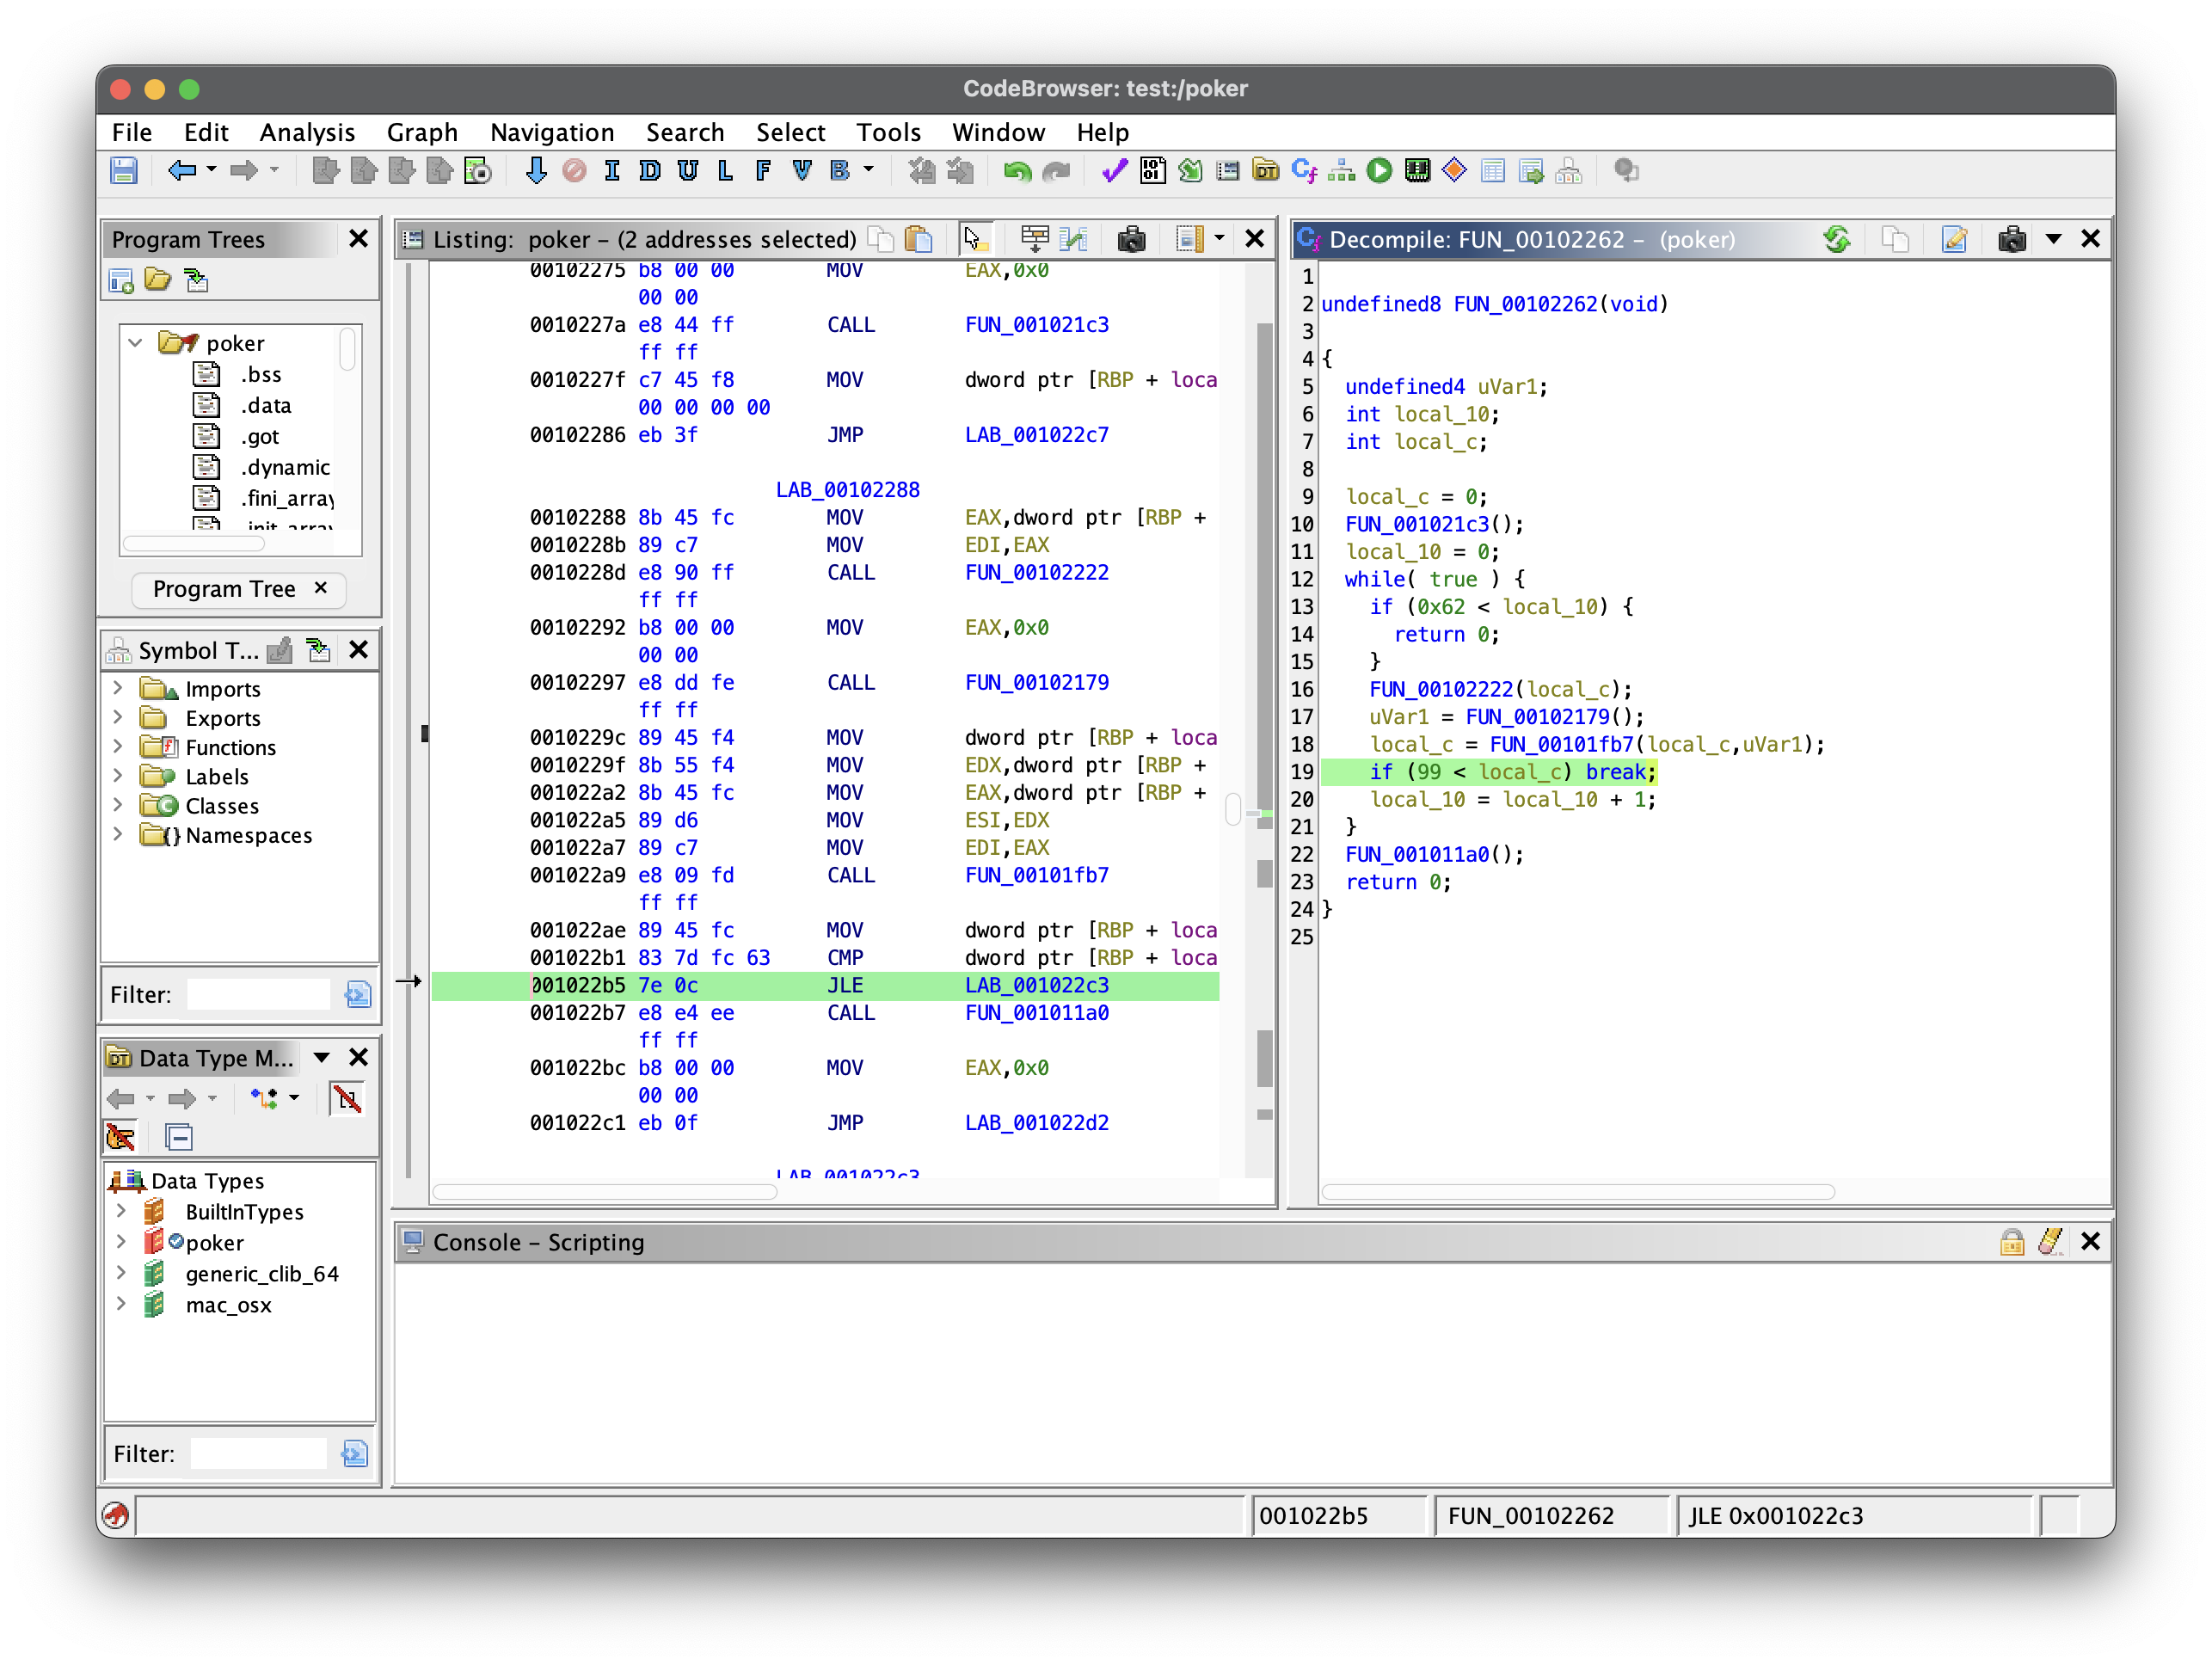 CodeBrowser: test:/poker
File Edit Analysis Graph Navigation Search Select Tools Window Help
I D U L F V B
Program Trees
poker
.bss
.data
.got
.dynamic
.fini_array
Program Tree
Symbol T...
Imports
Exports
Functions
Labels
Classes
Namespaces
Filter:
Data Type M...
Data Types
BuiltInTypes
poker
generic_clib_64
mac_osx
Filter:
Listing: poker – (2 addresses selected)
00102275 b8 00 00 MOV EAX,0x0
00 00
0010227a e8 44 ff CALL FUN_001021c3
ff ff
0010227f c7 45 f8 MOV dword ptr [RBP + loca
00 00 00 00
00102286 eb 3f JMP LAB_001022c7
LAB_00102288
00102288 8b 45 fc MOV EAX,dword ptr [RBP +
0010228b 89 c7 MOV EDI,EAX
0010228d e8 90 ff CALL FUN_00102222
ff ff
00102292 b8 00 00 MOV EAX,0x0
00 00
00102297 e8 dd fe CALL FUN_00102179
ff ff
0010229c 89 45 f4 MOV dword ptr [RBP + loca
0010229f 8b 55 f4 MOV EDX,dword ptr [RBP +
001022a2 8b 45 fc MOV EAX,dword ptr [RBP +
001022a5 89 d6 MOV ESI,EDX
001022a7 89 c7 MOV EDI,EAX
001022a9 e8 09 fd CALL FUN_00101fb7
ff ff
001022ae 89 45 fc MOV dword ptr [RBP + loca
001022b1 83 7d fc 63 CMP dword ptr [RBP + loca
001022b5 7e 0c JLE LAB_001022c3
001022b7 e8 e4 ee CALL FUN_001011a0
ff ff
001022bc b8 00 00 MOV EAX,0x0
00 00
001022c1 eb 0f JMP LAB_001022d2
LAB_001022c3
Decompile: FUN_00102262 – (poker)
1
2 undefined8 FUN_00102262(void)
3
4 {
5 undefined4 uVar1;
6 int local_10;
7 int local_c;
8
9 local_c = 0;
10 FUN_001021c3();
11 local_10 = 0;
12 while( true ) {
13 if (0x62 < local_10) {
14 return 0;
15 }
16 FUN_00102222(local_c);
17 uVar1 = FUN_00102179();
18 local_c = FUN_00101fb7(local_c,uVar1);
19 if (99 < local_c) break;
20 local_10 = local_10 + 1;
21 }
22 FUN_001011a0();
23 return 0;
24 }
25
Console – Scripting
001022b5 FUN_00102262 JLE 0x001022c3